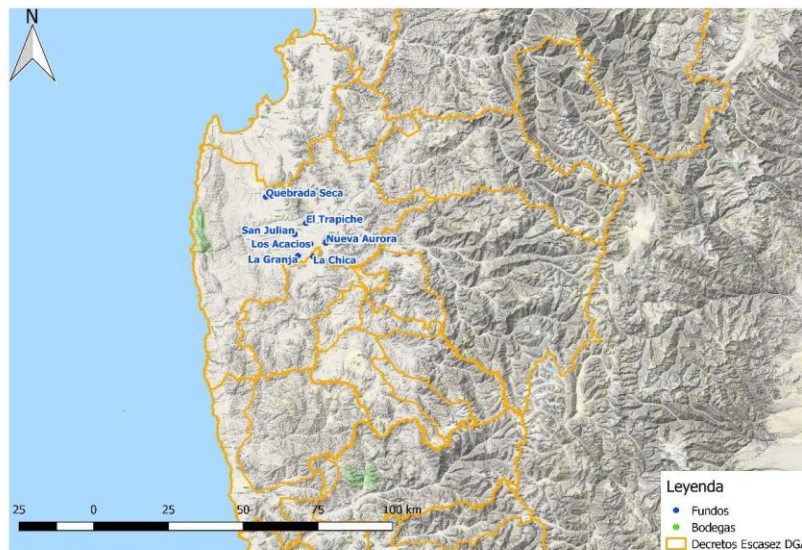 N
Quebrada Seca
El Trapiche
San Julian
Nueva Aurora
Los Acacios
La Granja
La Chica
25 0 25 50 75 100 km
Leyenda
Fundos
Bodegas
Decretos Escasez DGA